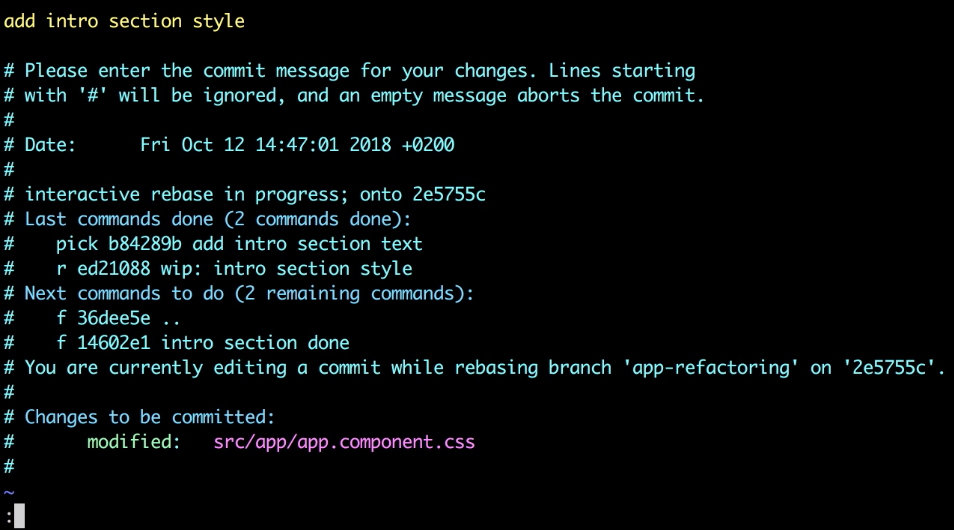 add intro section style
# Please enter the commit message for your changes. Lines starting
# with '#' will be ignored, and an empty message aborts the commit.
#
# Date:      Fri Oct 12 14:47:01 2018 +0200
#
# interactive rebase in progress; onto 2e5755c
# Last commands done (2 commands done):
#    pick b84289b add intro section text
#    r ed21088 wip: intro section style
# Next commands to do (2 remaining commands):
#    f 36dee5e ..
#    f 14602e1 intro section done
# You are currently editing a commit while rebasing branch 'app-refactoring' on '2e5755c'.
#
# Changes to be committed:
#       modified:   src/app/app.component.css
#
~
: